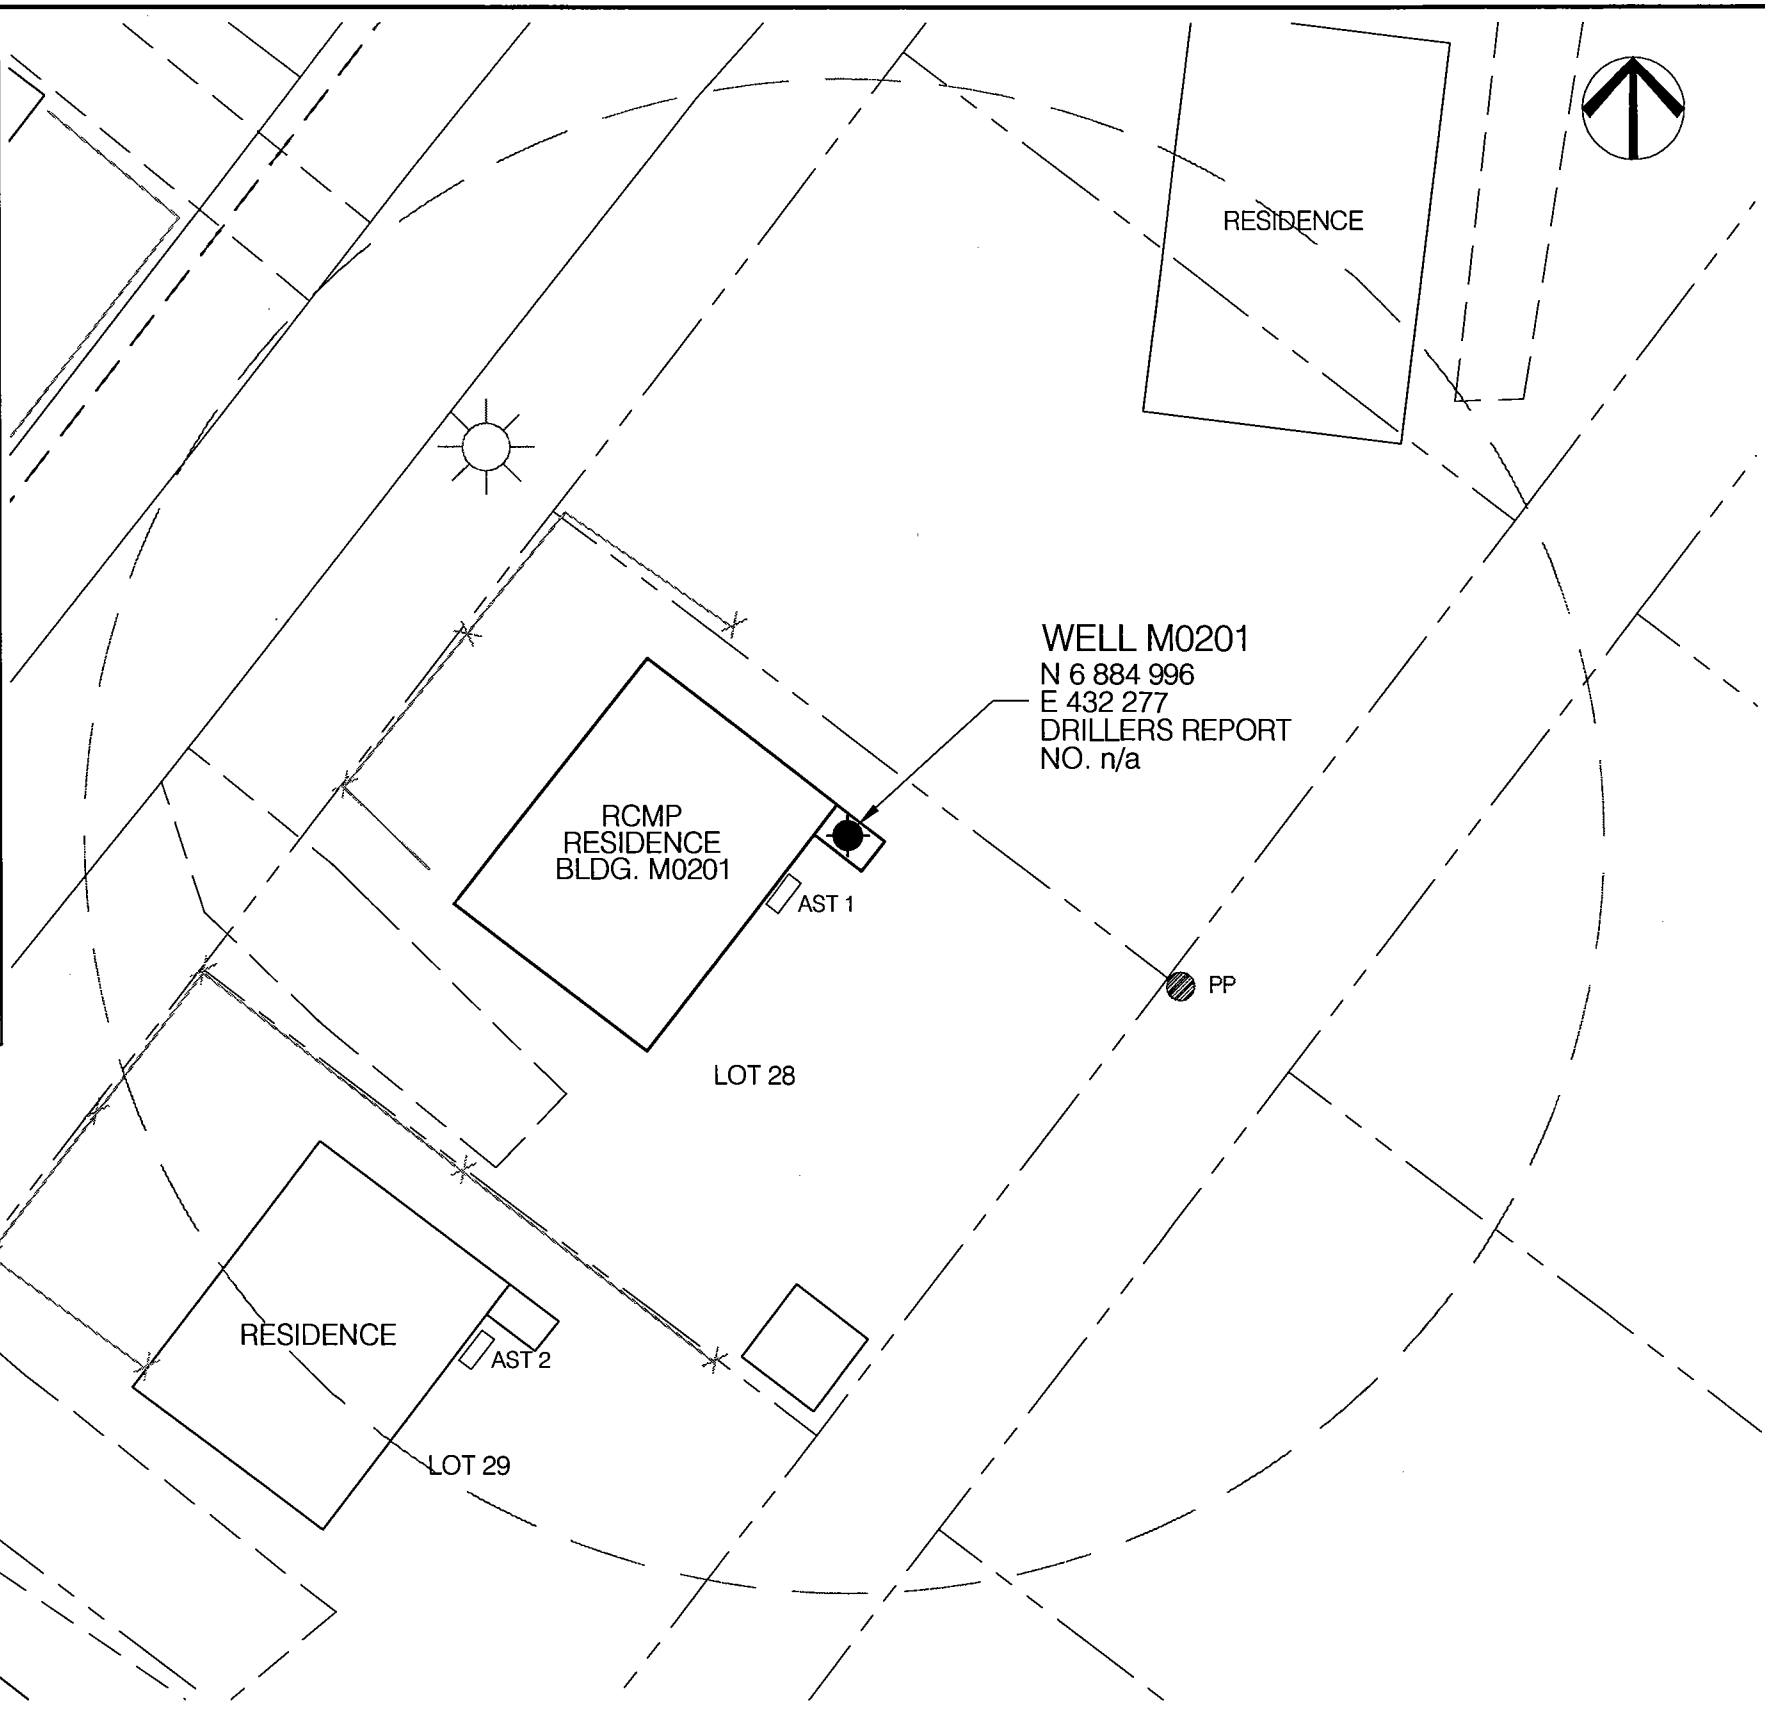 RESIDENCE
WELL M0201
N 6 884 996
E 432 277
DRILLERS REPORT
NO. n/a
RCMP
RESIDENCE
BLDG. M0201
AST 1
PP
LOT 28
RESIDENCE
AST 2
LOT 29